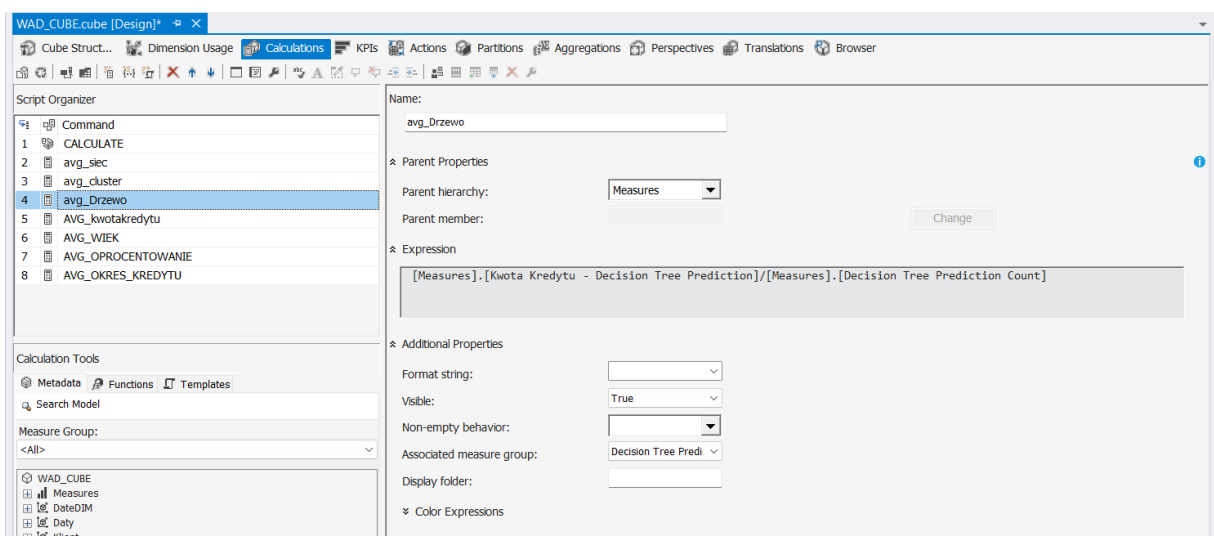 WAD_CUBE.cube [Design]*
Cube Struct... Dimension Usage Calculations KPIs Actions Partitions Aggregations Perspectives Translations Browser
Script Organizer
Command
1 CALCULATE
2 avg_siec
3 avg_cluster
4 avg_Drzewo
5 AVG_kwotakredytu
6 AVG_WIEK
7 AVG_OPROCENTOWANIE
8 AVG_OKRES_KREDYTU
Calculation Tools
Metadata Functions Templates
Search Model
Measure Group:
<All>
WAD_CUBE
Measures
DateDIM
Daty
Name:
avg_Drzewo
Parent Properties
Parent hierarchy: Measures
Parent member: Change
Expression
[Measures].[Kwota Kredytu - Decision Tree Prediction]/[Measures].[Decision Tree Prediction Count]
Additional Properties
Format string:
Visible: True
Non-empty behavior:
Associated measure group: Decision Tree Predi
Display folder:
Color Expressions